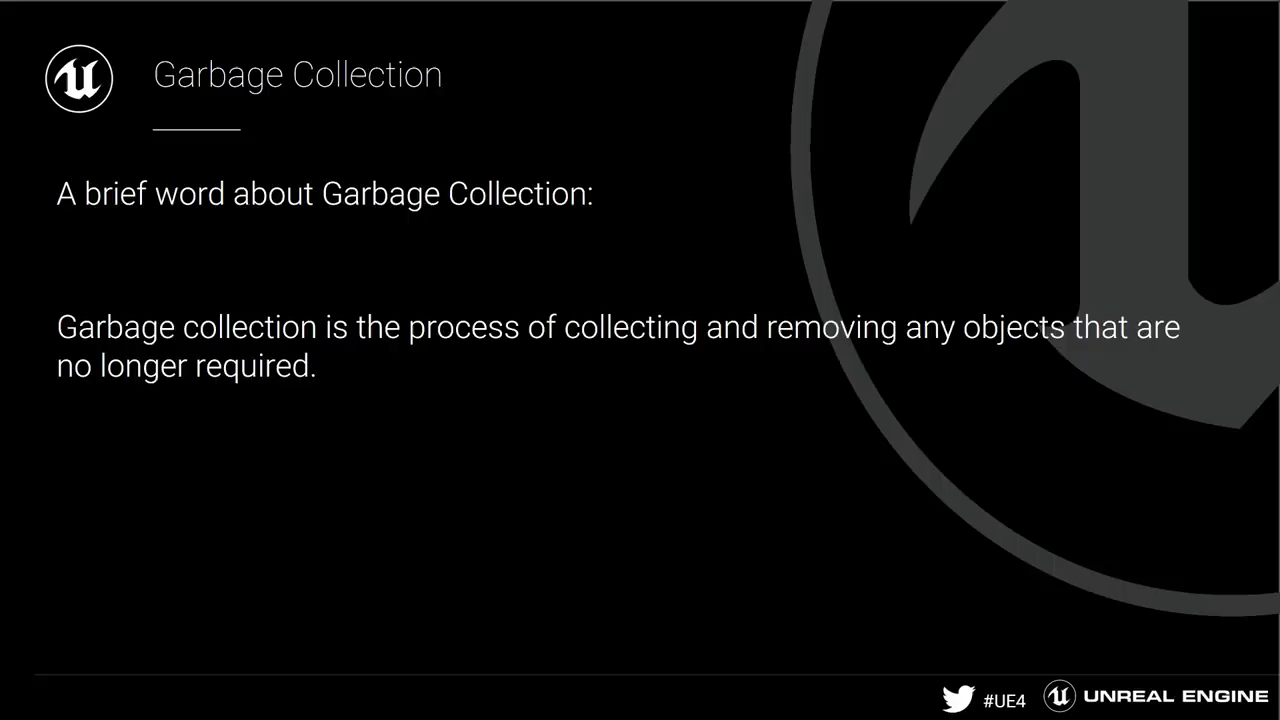 Garbage Collection
A brief word about Garbage Collection:
Garbage collection is the process of collecting and removing any objects that are
no longer required.
#UE4 UNREAL ENGINE